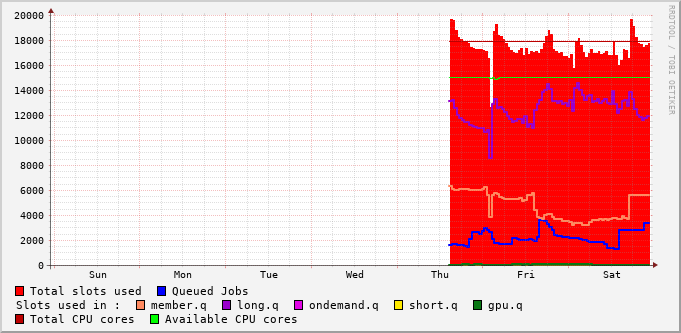 RRDTOOL / TOBI OETIKER
20000
18000
16000
14000
12000
10000
8000
6000
4000
2000
0
Sun Mon Tue Wed Thu Fri Sat
Total slots used Queued Jobs
Slots used in : member.q long.q ondemand.q short.q gpu.q
Total CPU cores Available CPU cores